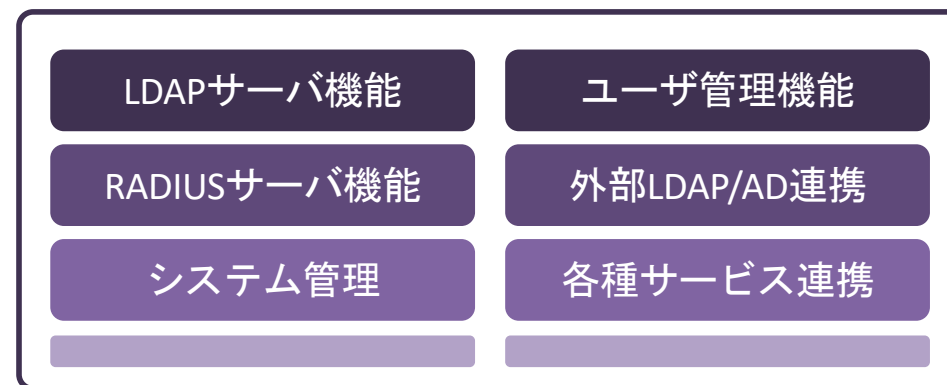 LDAPサーバ機能
ユーザ管理機能
RADIUSサーバ機能
外部LDAP/AD連携
システム管理
各種サービス連携